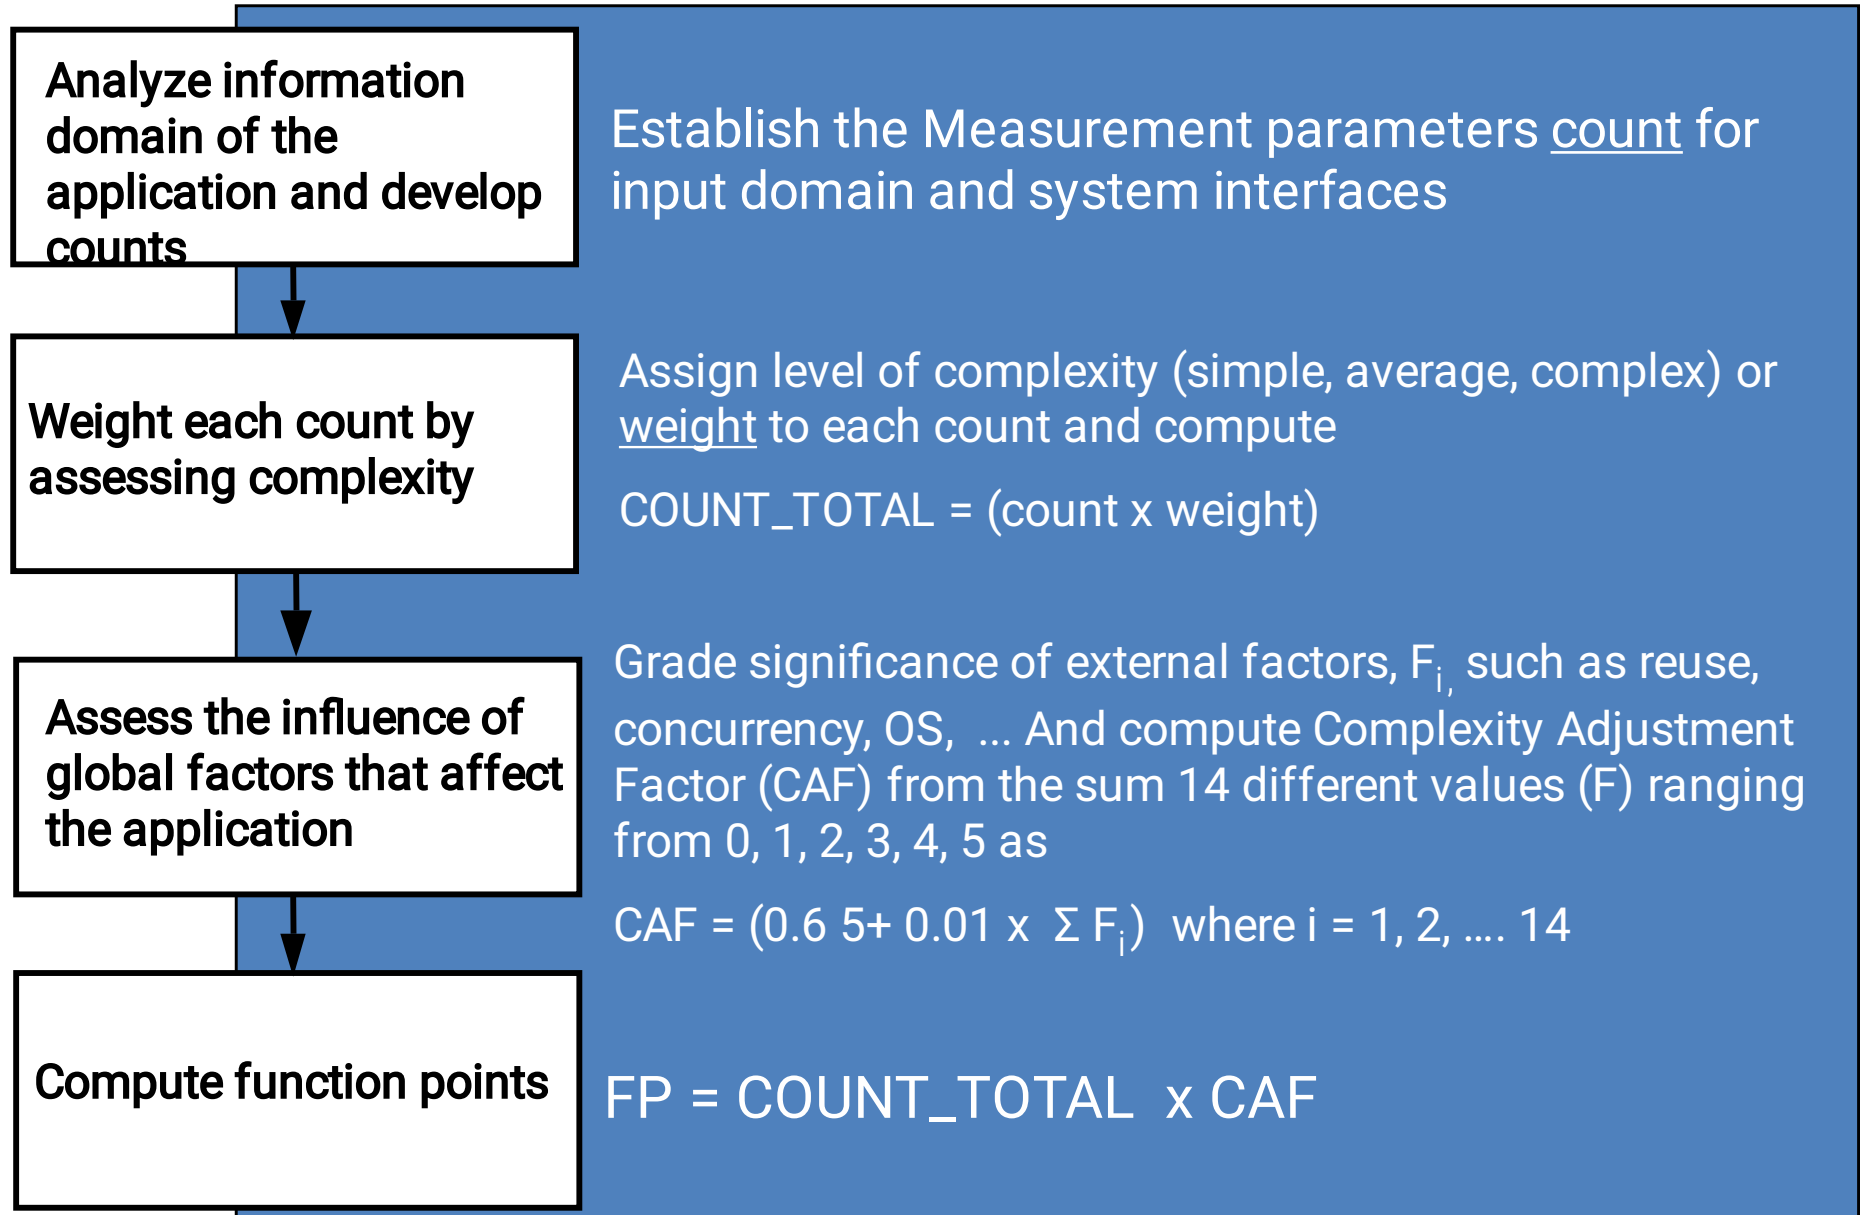 Analyze information
domain of the
application and develop
counts
Establish the Measurement parameters count for
input domain and system interfaces
Weight each count by
assessing complexity
Assign level of complexity (simple, average, complex) or
weight to each count and compute
COUNT_TOTAL = (count x weight)
Assess the influence of
global factors that affect
the application
Grade significance of external factors, Fi, such as reuse,
concurrency, OS, ... And compute Complexity Adjustment
Factor (CAF) from the sum 14 different values (F) ranging
from 0, 1, 2, 3, 4, 5 as
CAF = (0.6 5+ 0.01 x Σ Fi) where i = 1, 2, .... 14
Compute function points
FP = COUNT_TOTAL x CAF